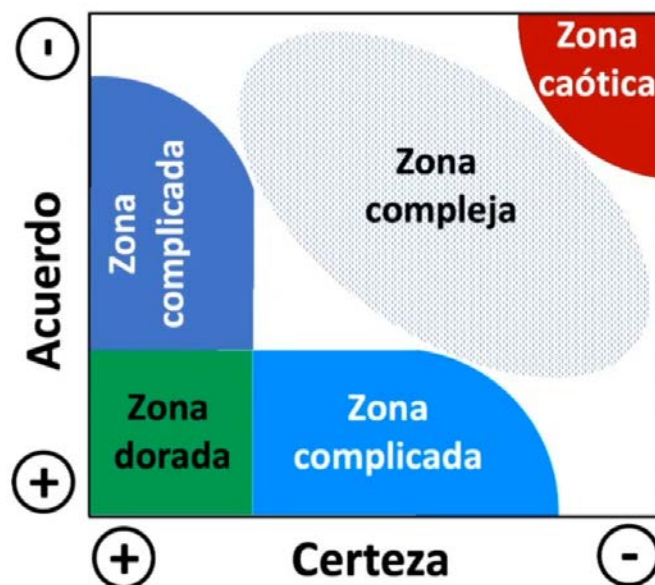 -
Zona
caótica
Zona
compleja
Zona
complicada
Acuerdo
Zona
dorada
Zona
complicada
+
+
Certeza
-